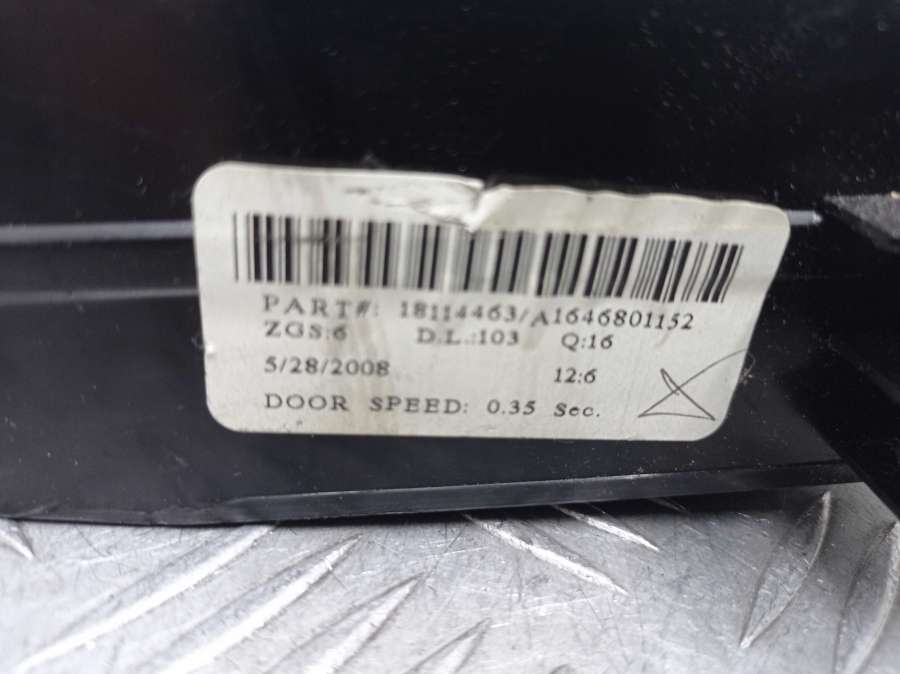 PART#: 18114463/A1646801152
ZGS:6 D.L.:103 Q:16
5/28/2008 12:6
DOOR SPEED: 0.35 Sec.